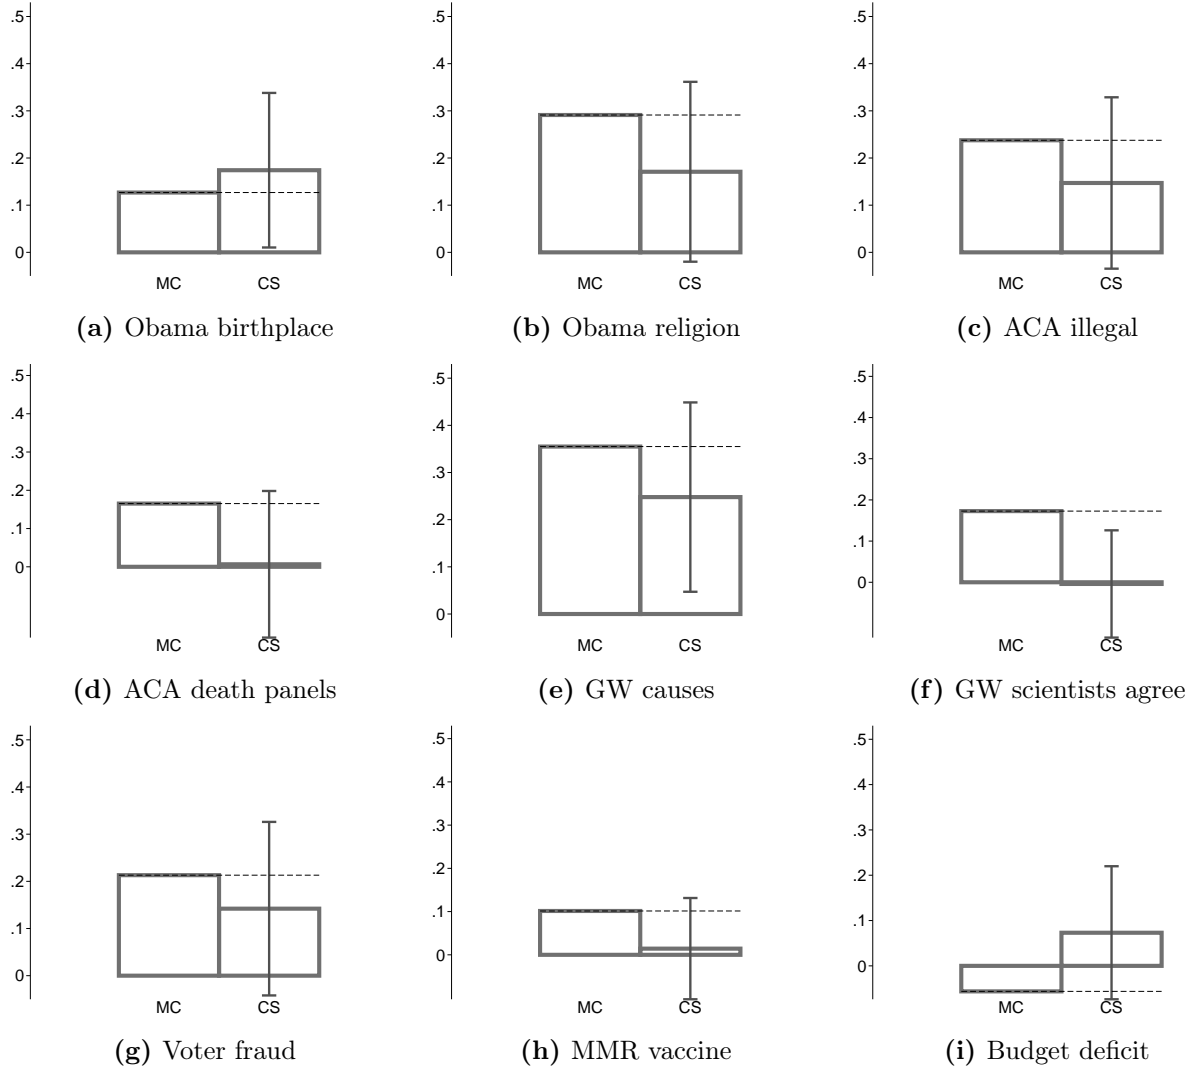 .5 .5 .5
.4 .4 .4
.3 .3 .3
.2 .2 .2
.1 .1 .1
0 0 0
MC CS MC CS MC CS
(a) Obama birthplace (b) Obama religion (c) ACA illegal
.5 .5 .5
.4 .4 .4
.3 .3 .3
.2 .2 .2
.1 .1 .1
0 0 0
MC CS MC CS MC CS
(d) ACA death panels (e) GW causes (f) GW scientists agree
.5 .5 .5
.4 .4 .4
.3 .3 .3
.2 .2 .2
.1 .1 .1
0 0 0
MC CS MC CS MC CS
(g) Voter fraud (h) MMR vaccine (i) Budget deficit